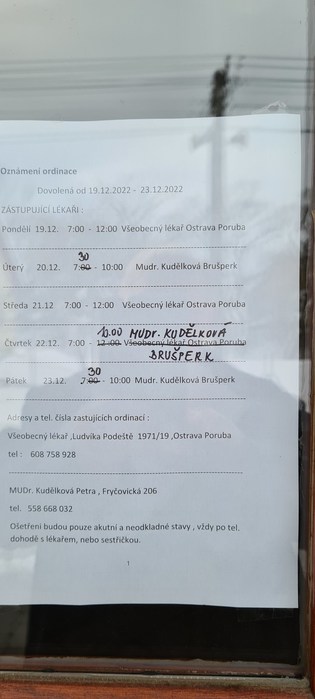 Oznámení ordinace
Dovolená od 19.12.2022 - 23.12.2022
ZÁSTUPUJÍCÍ LÉKAŘI :
Pondělí 19.12. 7:00 - 12:00 Všeobecný lékař Ostrava Poruba
30
Úterý 20.12. 7:00 - 10:00 Mudr. Kudělková Brušperk
Středa 21.12 7:00 - 12:00 Všeobecný lékař Ostrava Poruba
10.00 MUDR. KUDĚLKOVÁ
Čtvrtek 22.12. 7:00 - 12:00 Všeobecný lékař Ostrava Poruba
BRUŠPERK
30
Pátek 23.12. 7:00 - 10:00 Mudr. Kudělková Brušperk
Adresy a tel. čísla zastujících ordinací :
Všeobecný lékař ,Ludvíka Podéště 1971/19 ,Ostrava Poruba
tel : 608 758 928
MUDr. Kudělková Petra , Fryčovická 206
tel. 558 668 032
Ošetření budou pouze akutní a neodkladné stavy , vždy po tel.
dohodě s lékařem, nebo sestřičkou.
1